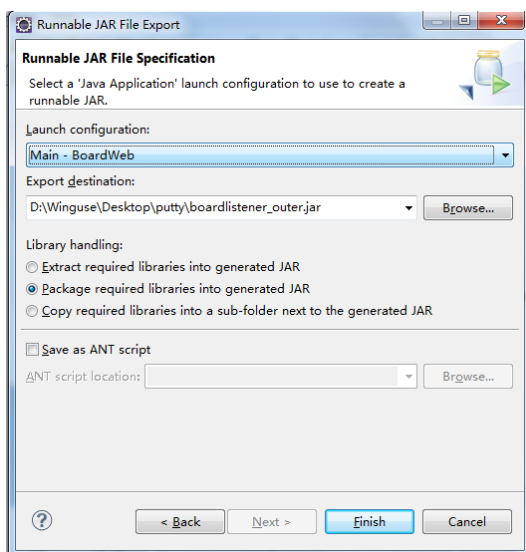 Runnable JAR File Export
Runnable JAR File Specification
Select a 'Java Application' launch configuration to use to create a
runnable JAR.
Launch configuration:
Main - BoardWeb
Export destination:
D:\Winguse\Desktop\putty\boardlistener_outer.jar
Browse...
Library handling:
Extract required libraries into generated JAR
Package required libraries into generated JAR
Copy required libraries into a sub-folder next to the generated JAR
Save as ANT script
ANT script location:
Browse...
?
< Back
Next >
Finish
Cancel